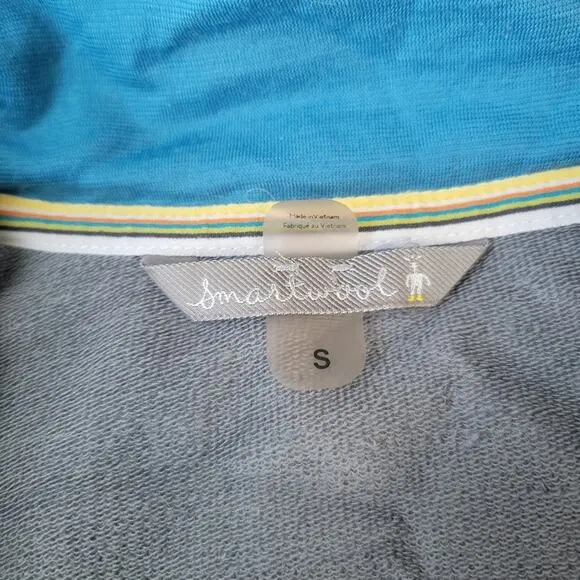 Made in Vietnam
Fabriqué au Vietnam
smartwool
S